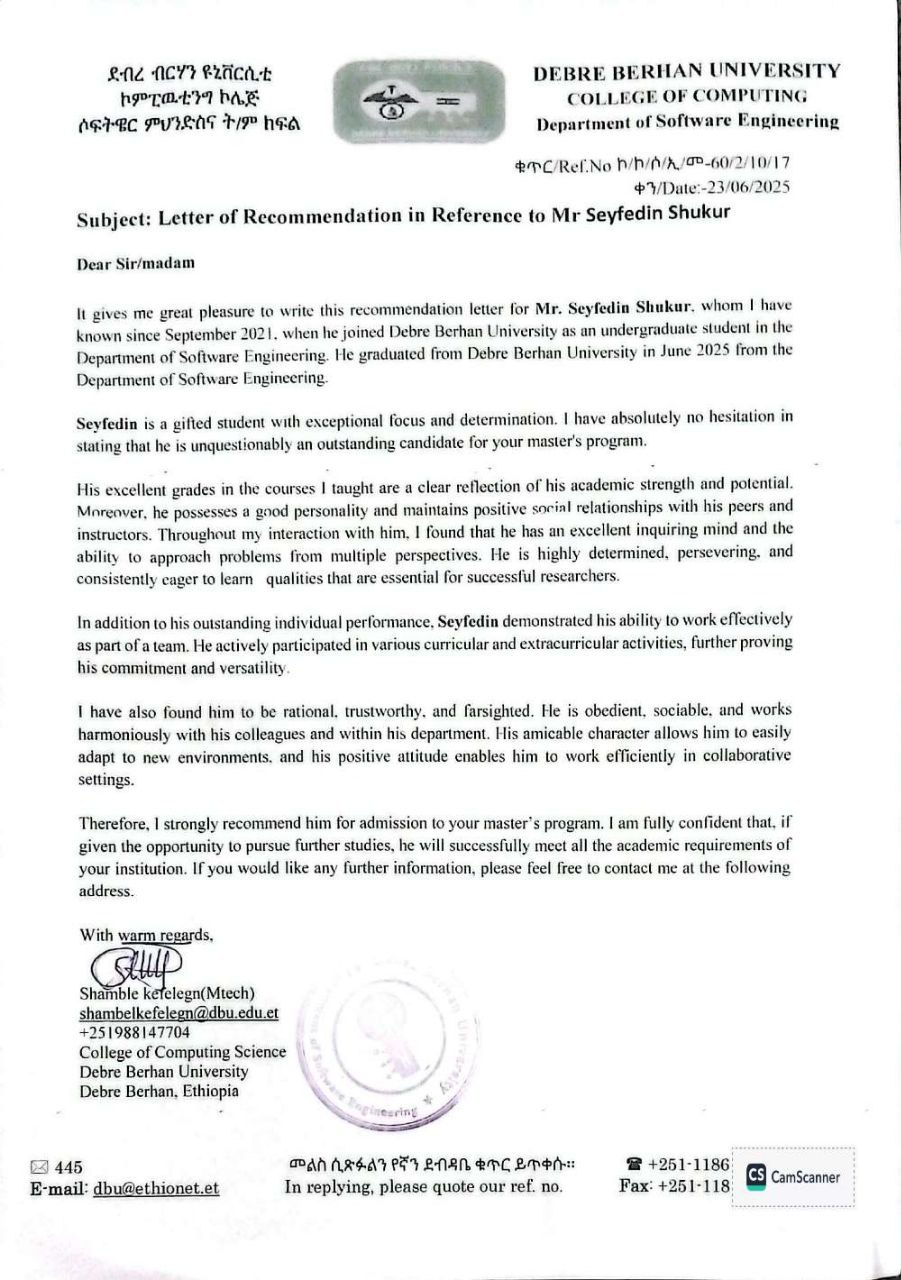 ደብረ ብርሃን ዩኒቨርሲቲ
ኮምፒዉቲንግ ኮሌጅ
ሶፍትዌር ምህንድስና ት/ም ክፍል
DEBRE BERHAN UNIVERSITY
COLLEGE OF COMPUTING
Department of Software Engineering
ቁጥር/Ref.No ኮ/ኮ/ሶ/ኢ/መ-60/2/10/17
ቀን/Date:-23/06/2025
Subject: Letter of Recommendation in Reference to Mr Seyfedin Shukur
Dear Sir/madam
It gives me great pleasure to write this recommendation letter for Mr. Seyfedin Shukur, whom I have
known since September 2021, when he joined Debre Berhan University as an undergraduate student in the
Department of Software Engineering. He graduated from Debre Berhan University in June 2025 from the
Department of Software Engineering.
Seyfedin is a gifted student with exceptional focus and determination. I have absolutely no hesitation in
stating that he is unquestionably an outstanding candidate for your master's program.
His excellent grades in the courses I taught are a clear reflection of his academic strength and potential.
Moreover, he possesses a good personality and maintains positive social relationships with his peers and
instructors. Throughout my interaction with him, I found that he has an excellent inquiring mind and the
ability to approach problems from multiple perspectives. He is highly determined, persevering, and
consistently eager to learn qualities that are essential for successful researchers.
In addition to his outstanding individual performance, Seyfedin demonstrated his ability to work effectively
as part of a team. He actively participated in various curricular and extracurricular activities, further proving
his commitment and versatility.
I have also found him to be rational, trustworthy, and farsighted. He is obedient, sociable, and works
harmoniously with his colleagues and within his department. His amicable character allows him to easily
adapt to new environments, and his positive attitude enables him to work efficiently in collaborative
settings.
Therefore, I strongly recommend him for admission to your master's program. I am fully confident that, if
given the opportunity to pursue further studies, he will successfully meet all the academic requirements of
your institution. If you would like any further information, please feel free to contact me at the following
address.
With warm regards,
Shamble kefelegn(Mtech)
shambelkefelegn@dbu.edu.et
+251988147704
College of Computing Science
Debre Berhan University
Debre Berhan, Ethiopia
Software Engineering
University
445
E-mail: dbu@ethionet.et
መልስ ሲጽፉልን የኛን ደብዳቤ ቁጥር ይጥቀሱ።
In replying, please quote our ref. no.
+251-1186
Fax: +251-118
CS CamScanner